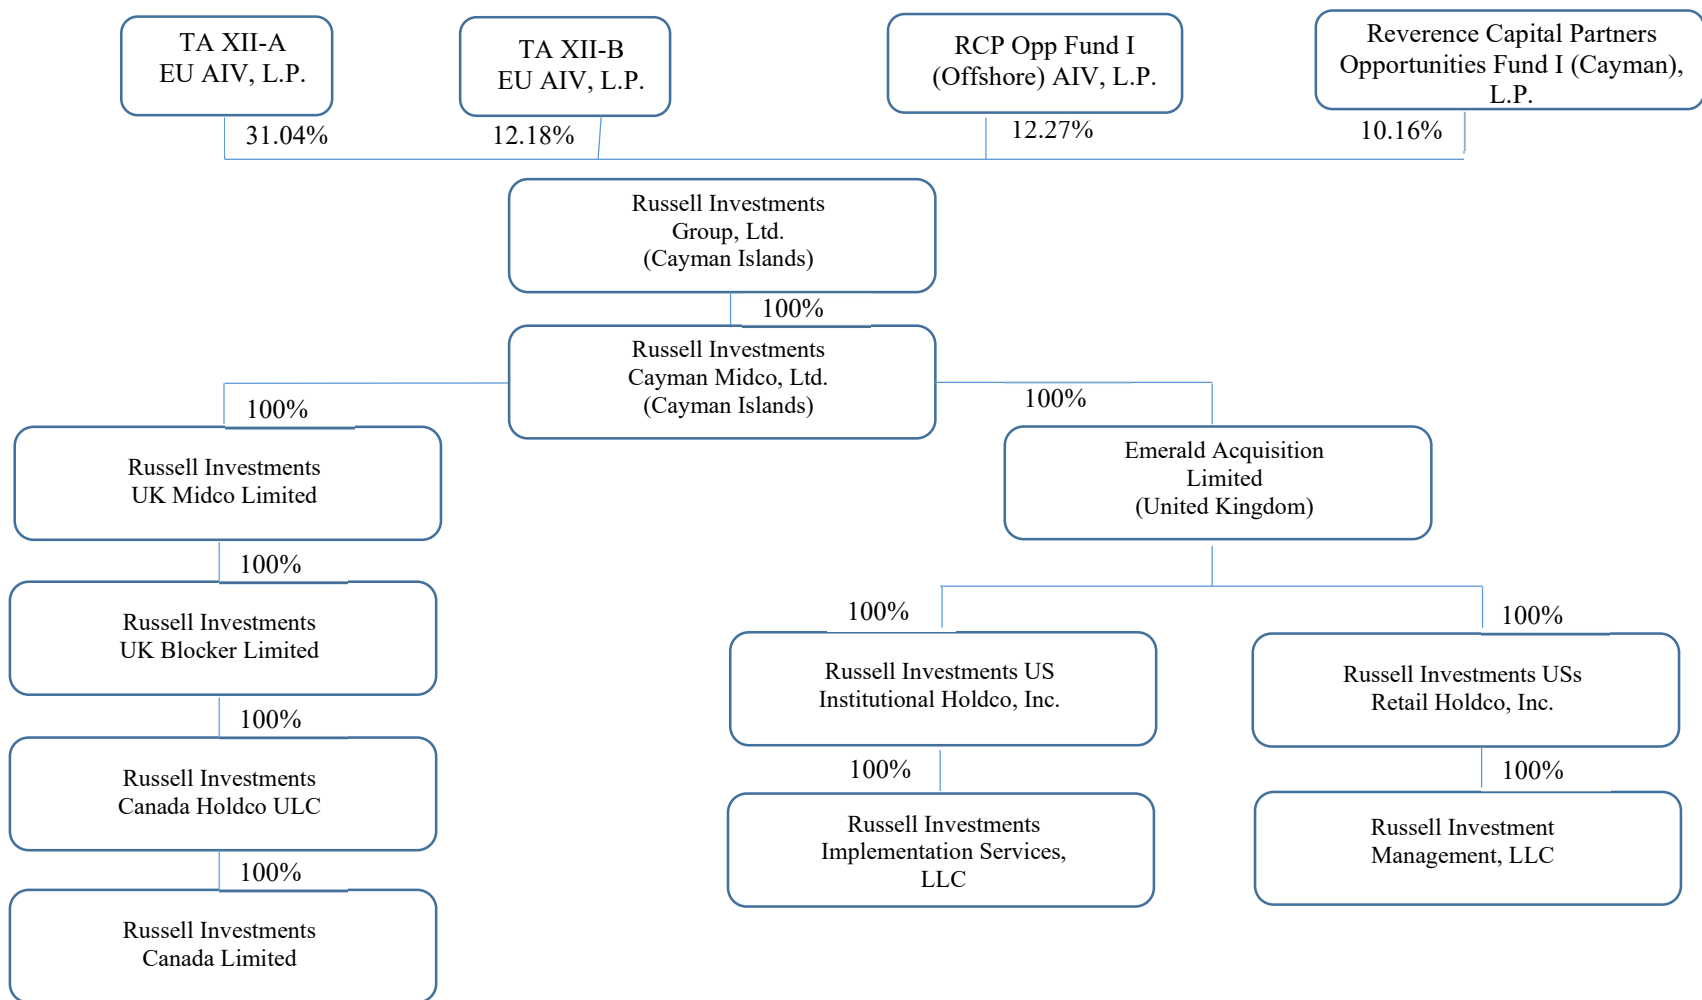 TA XII-A
EU AIV, L.P.
TA XII-B
EU AIV, L.P.
RCP Opp Fund I
(Offshore) AIV, L.P.
Reverence Capital Partners
Opportunities Fund I (Cayman),
L.P.
31.04%
12.18%
12.27%
10.16%
Russell Investments
Group, Ltd.
(Cayman Islands)
100%
Russell Investments
Cayman Midco, Ltd.
(Cayman Islands)
100%
100%
Russell Investments
UK Midco Limited
Emerald Acquisition
Limited
(United Kingdom)
100%
Russell Investments
UK Blocker Limited
100%
100%
Russell Investments US
Institutional Holdco, Inc.
Russell Investments USs
Retail Holdco, Inc.
100%
Russell Investments
Canada Holdco ULC
100%
100%
Russell Investments
Implementation Services,
LLC
Russell Investment
Management, LLC
100%
Russell Investments
Canada Limited